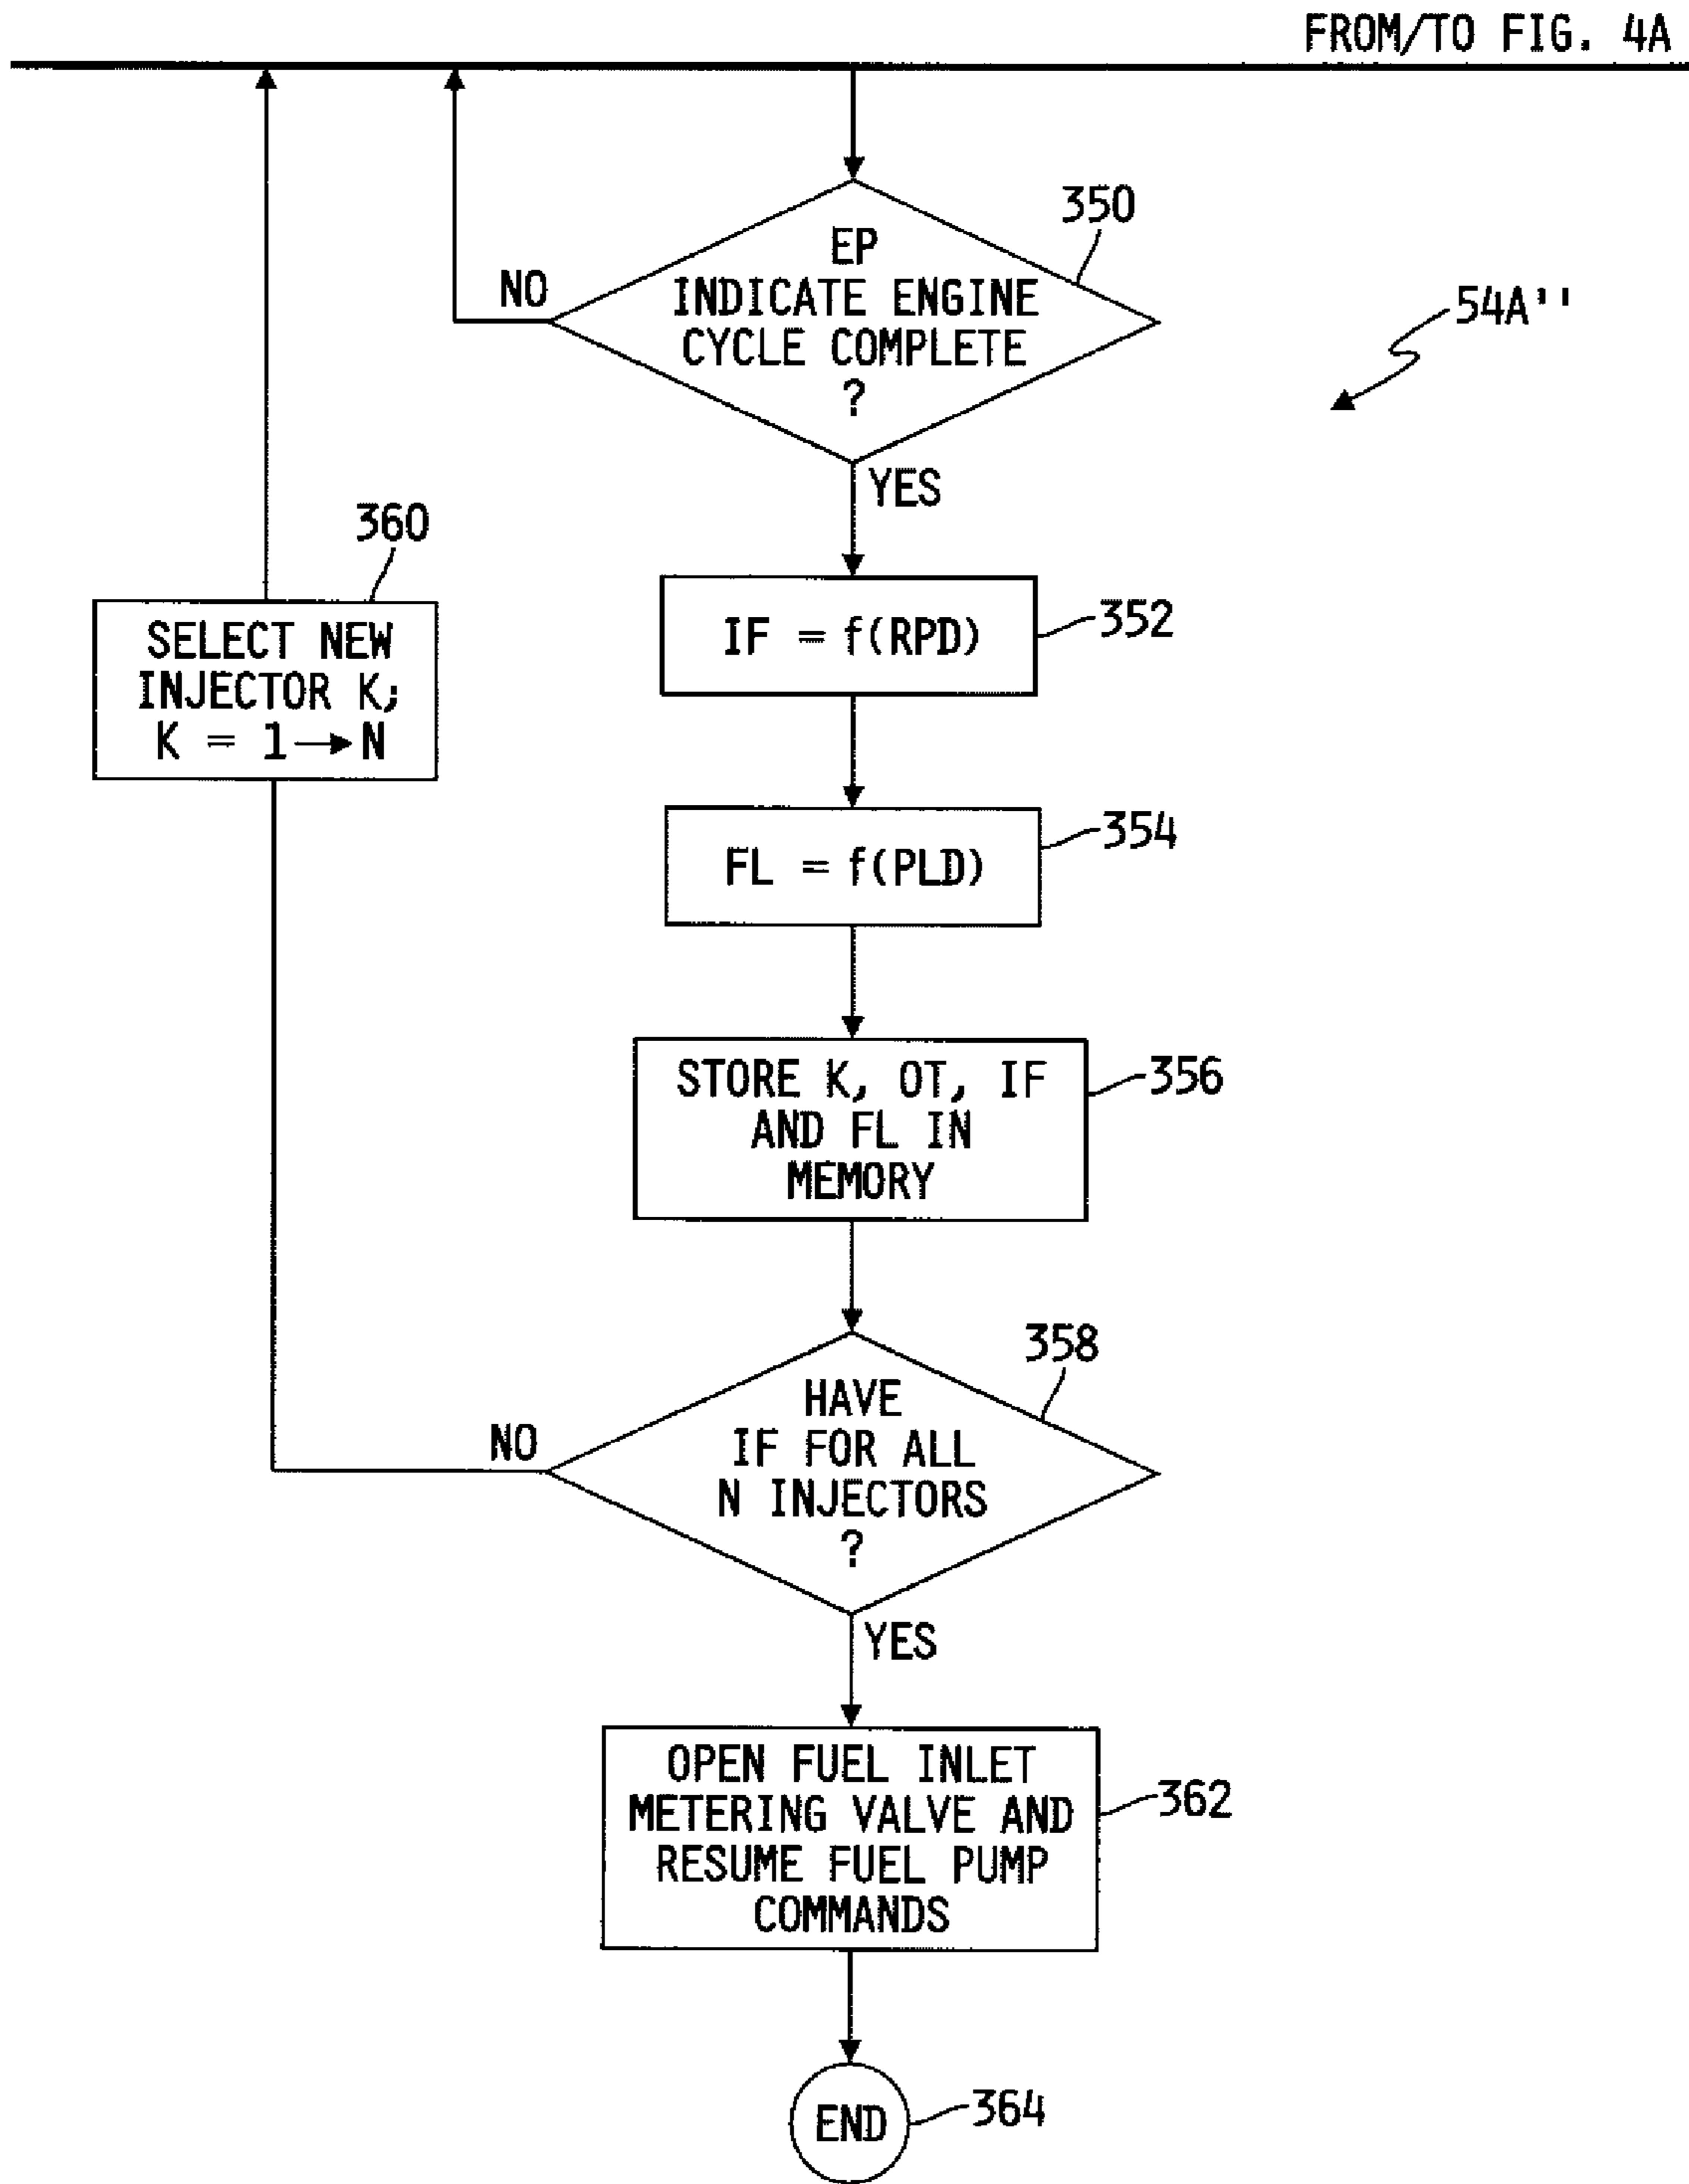 FROM/TO FIG. 4A
350
EP
INDICATE ENGINE
CYCLE COMPLETE
?
NO
54A''
YES
360
SELECT NEW
INJECTOR K;
K = 1→N
IF = f(RPD)
352
FL = f(PLD)
354
STORE K, OT, IF
AND FL IN
MEMORY
356
358
HAVE
IF FOR ALL
N INJECTORS
?
NO
YES
OPEN FUEL INLET
METERING VALVE AND
RESUME FUEL PUMP
COMMANDS
362
END
364